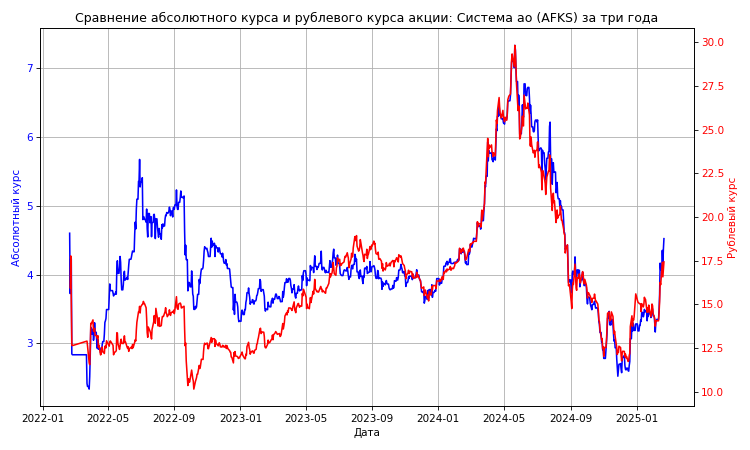 Сравнение абсолютного курса и рублевого курса акции: Система ао (AFKS) за три года
Абсолютный курс
7
6
5
4
3
30.0
27.5
25.0
22.5
20.0
17.5
15.0
12.5
10.0
Рублевый курс
2022-01 2022-05 2022-09 2023-01 2023-05 2023-09 2024-01 2024-05 2024-09 2025-01
Дата